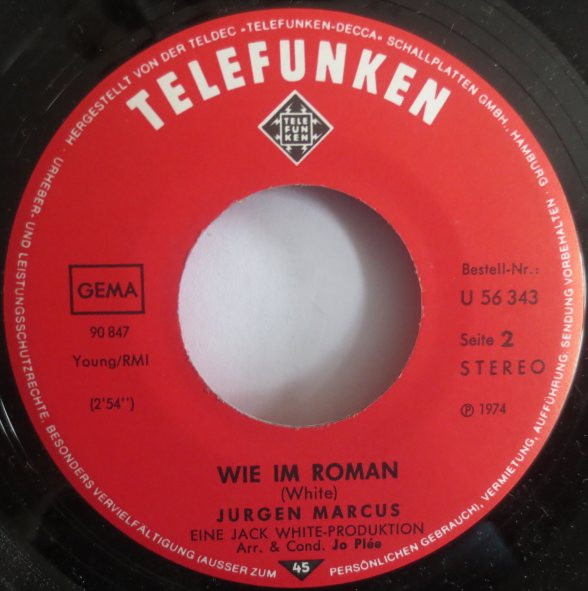 HERGESTELLT VON DER TELDEC »TELEFUNKEN-DECCA« SCHALLPLATTEN GMBH., HAMBURG
URHEBER- UND LEISTUNGSSCHUTZRECHTE, BESONDERS VERVIELFÄLTIGUNG (AUSSER ZUM PERSÖNLICHEN GEBRAUCH), VERMIETUNG, AUFFÜHRUNG, SENDUNG VORBEHALTEN ·
TELEFUNKEN
TELE
FUN
KEN
GEMA
90 847
Young/RMI
(2'54'')
Bestell-Nr.:
U 56 343
Seite 2
STEREO
℗ 1974
WIE IM ROMAN
(White)
JURGEN MARCUS
EINE JACK WHITE-PRODUKTION
Arr. & Cond. Jo Plée
45